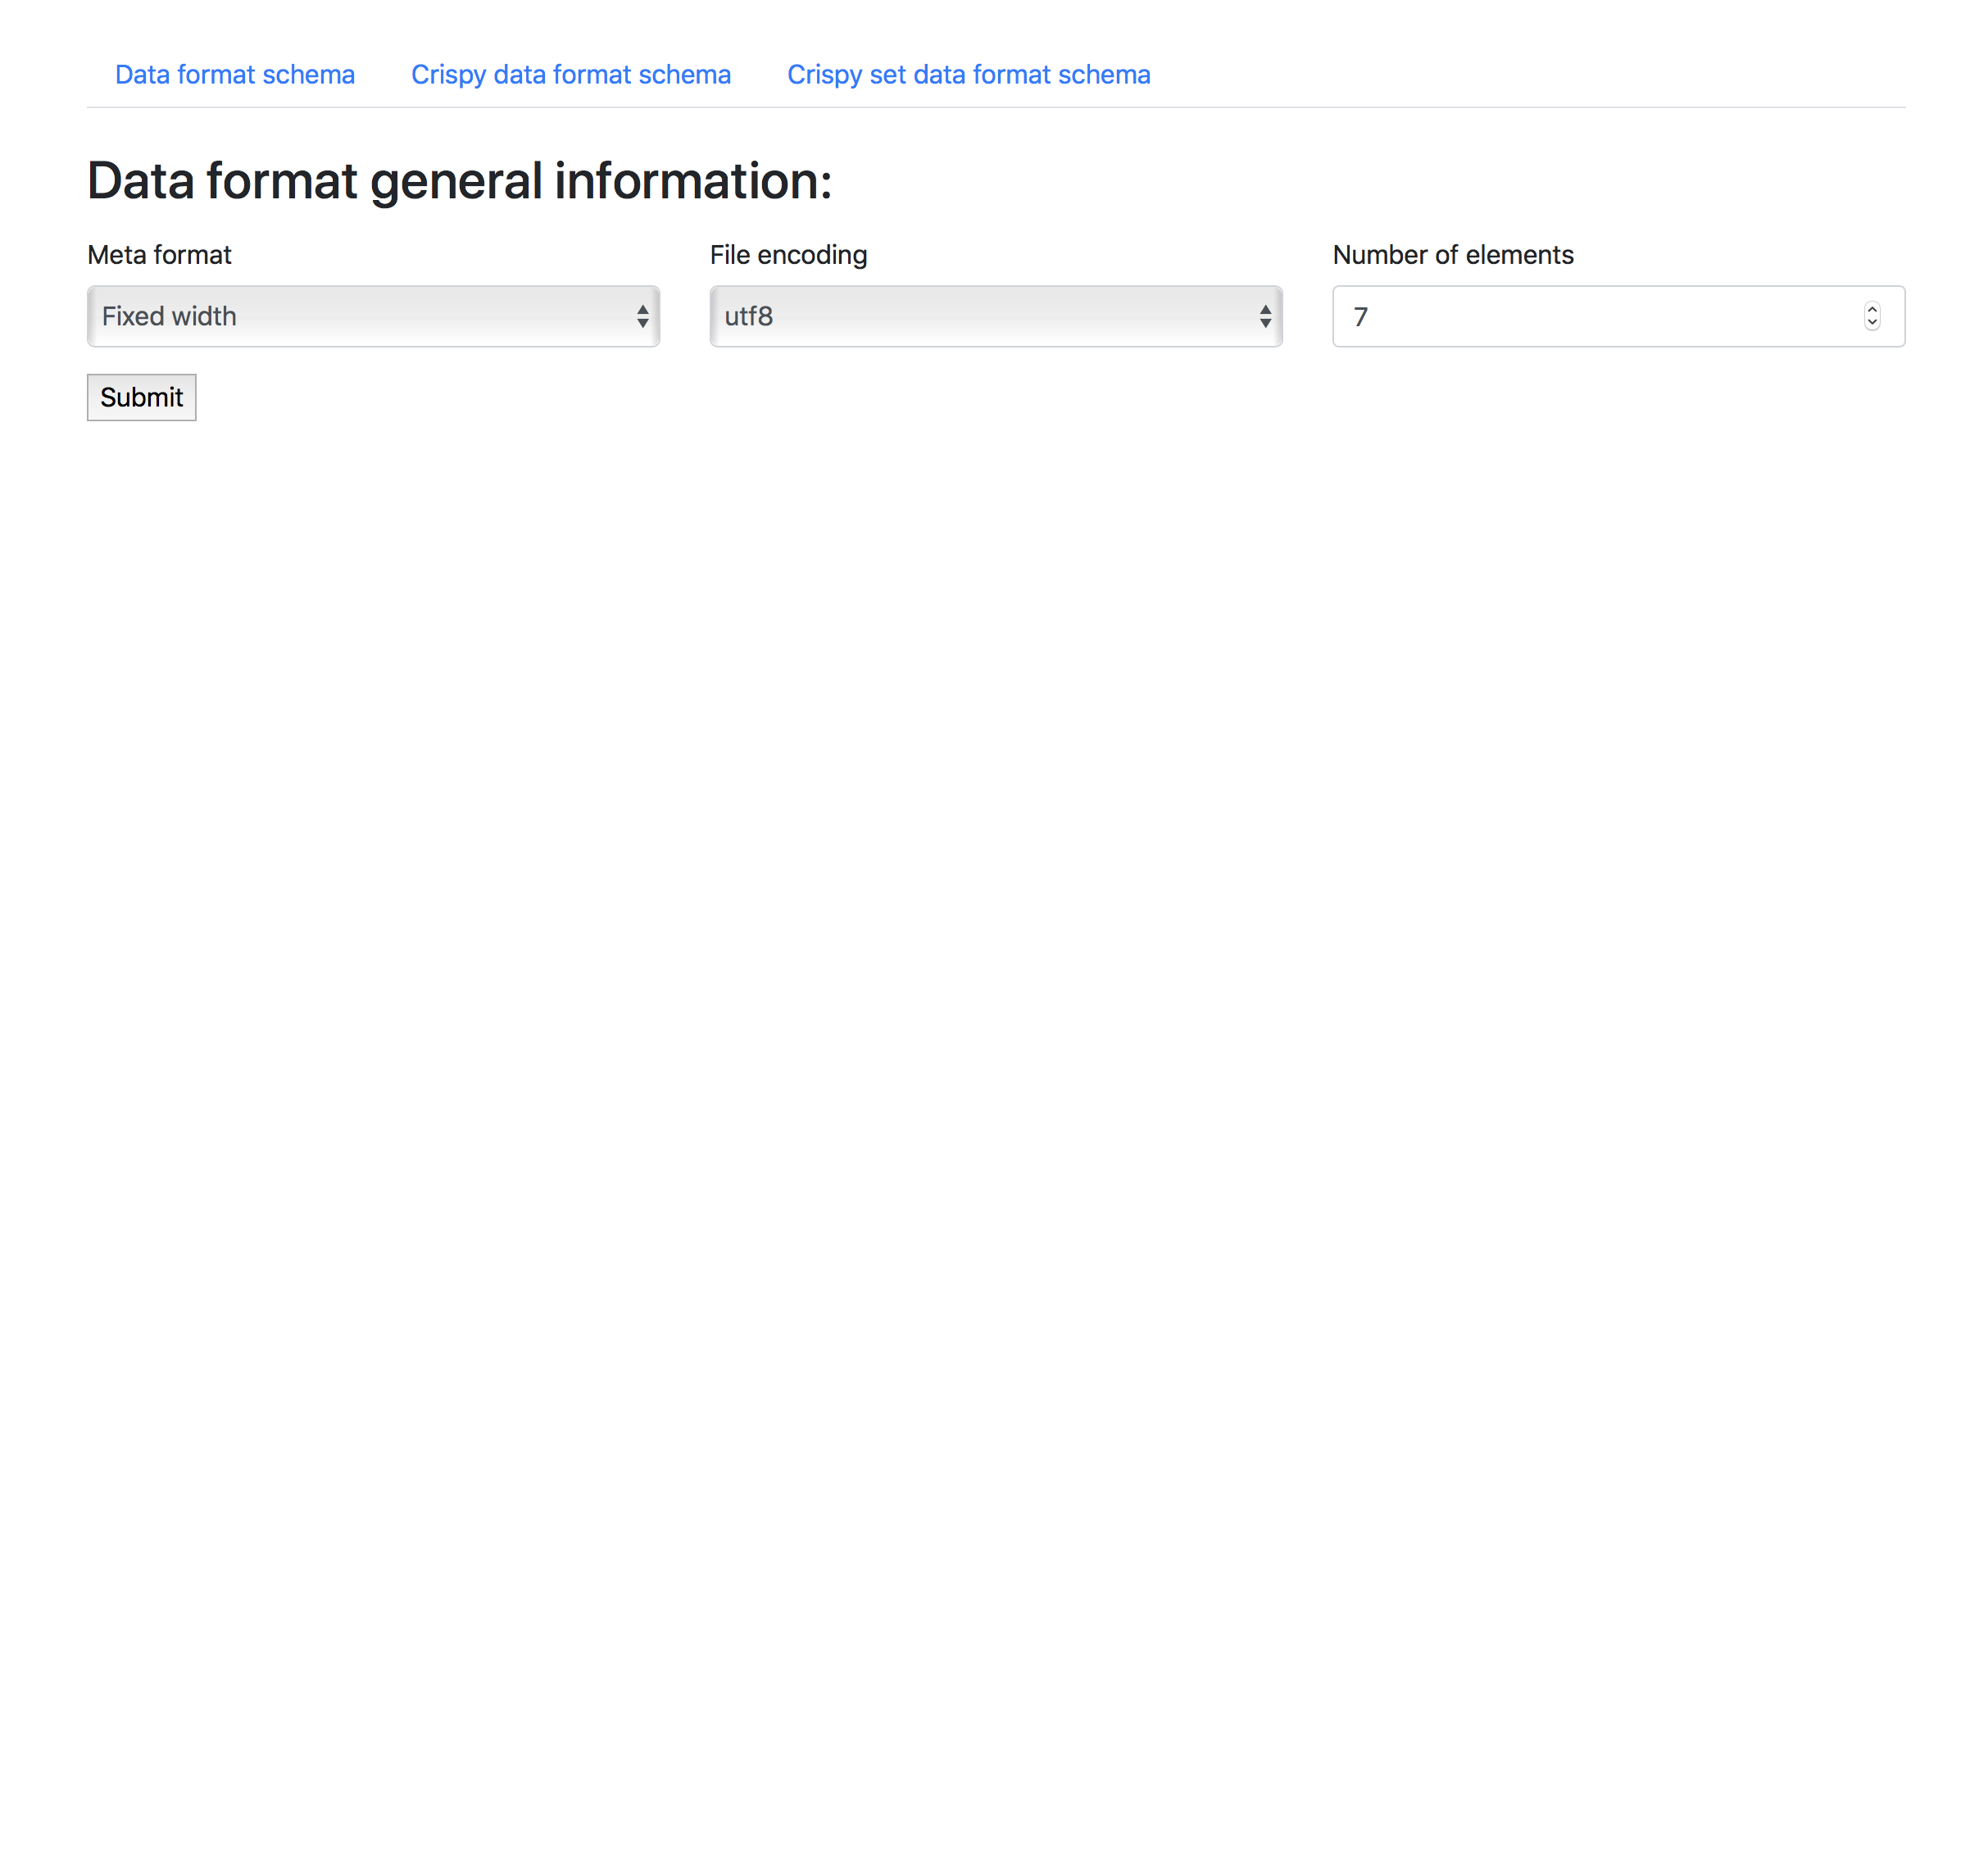 Data format schema Crispy data format schema Crispy set data format schema
Data format general information:
Meta format File encoding Number of elements
Fixed width utf8 7
Submit